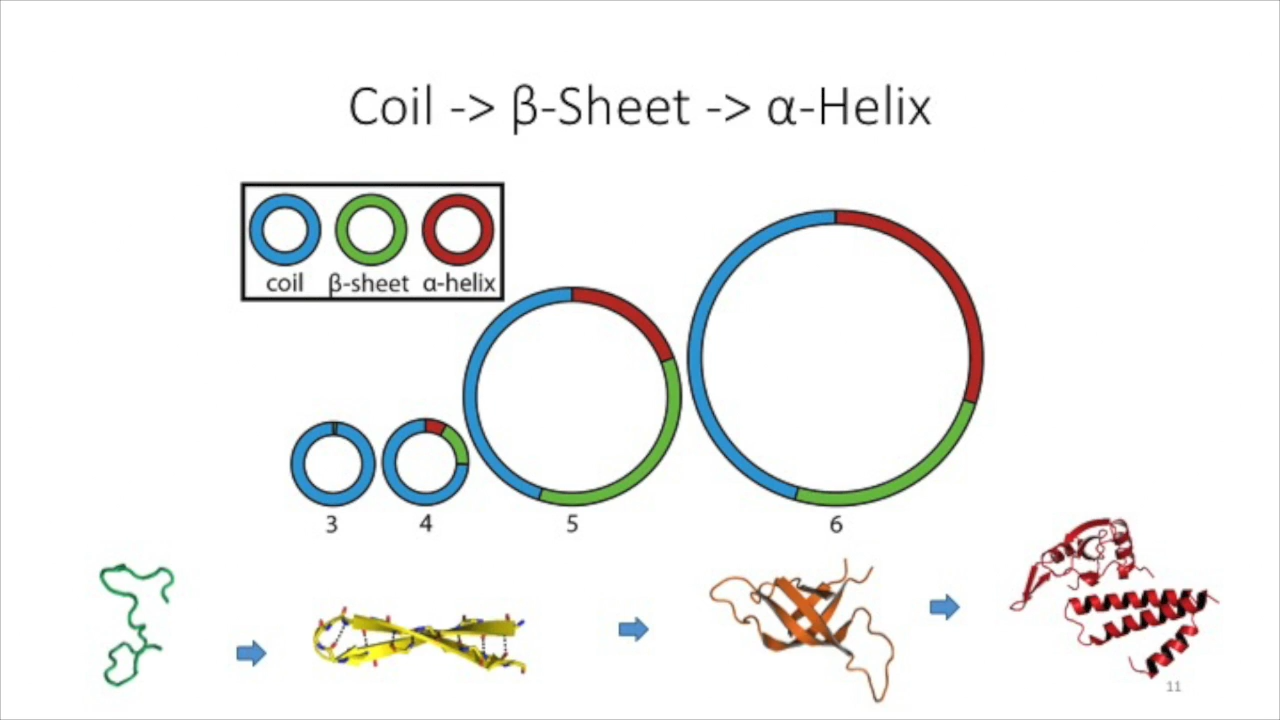 Coil -> β-Sheet -> α-Helix
coil β-sheet α-helix
3 4 5 6
11